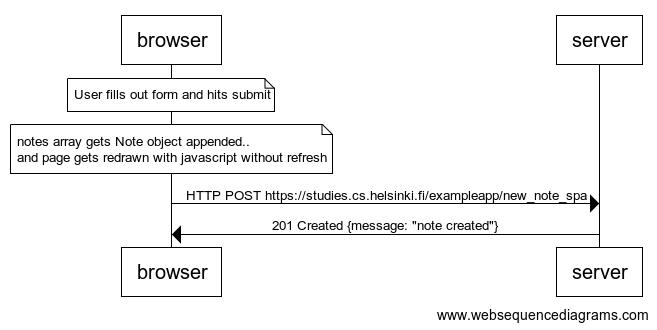 browser
server
User fills out form and hits submit
notes array gets Note object appended..
and page gets redrawn with javascript without refresh
HTTP POST https://studies.cs.helsinki.fi/exampleapp/new_note_spa
201 Created {message: "note created"}
browser
server
www.websequencediagrams.com